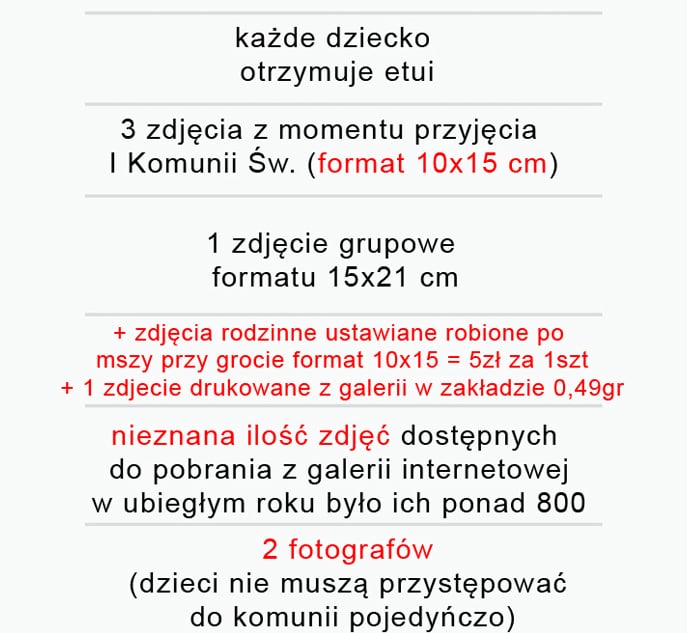 każde dziecko
otrzymuje etui
3 zdjęcia z momentu przyjęcia
I Komunii Św. (format 10x15 cm)
1 zdjęcie grupowe
formatu 15x21 cm
+ zdjęcia rodzinne ustawiane robione po
mszy przy grocie format 10x15 = 5zł za 1szt
+ 1 zdjecie drukowane z galerii w zakładzie 0,49gr
nieznana ilość zdjęć dostępnych
do pobrania z galerii internetowej
w ubiegłym roku było ich ponad 800
2 fotografów
(dzieci nie muszą przystępować
do komunii pojedyńczo)